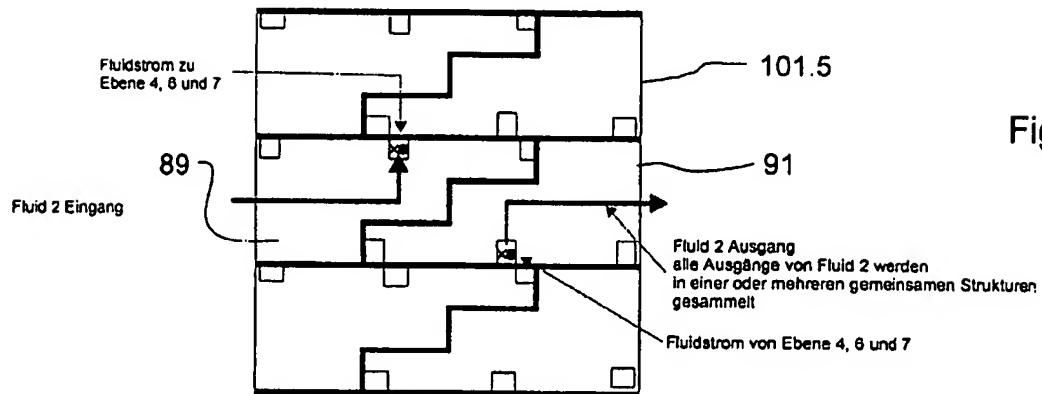 Fluidstrom zu
Ebene 4, 6 und 7
101.5
Fig
89
91
Fluid 2 Eingang
Fluid 2 Ausgang
alle Ausgänge von Fluid 2 werden
in einer oder mehreren gemeinsamen Strukturen
gesammelt
Fluidstrom von Ebene 4, 6 und 7